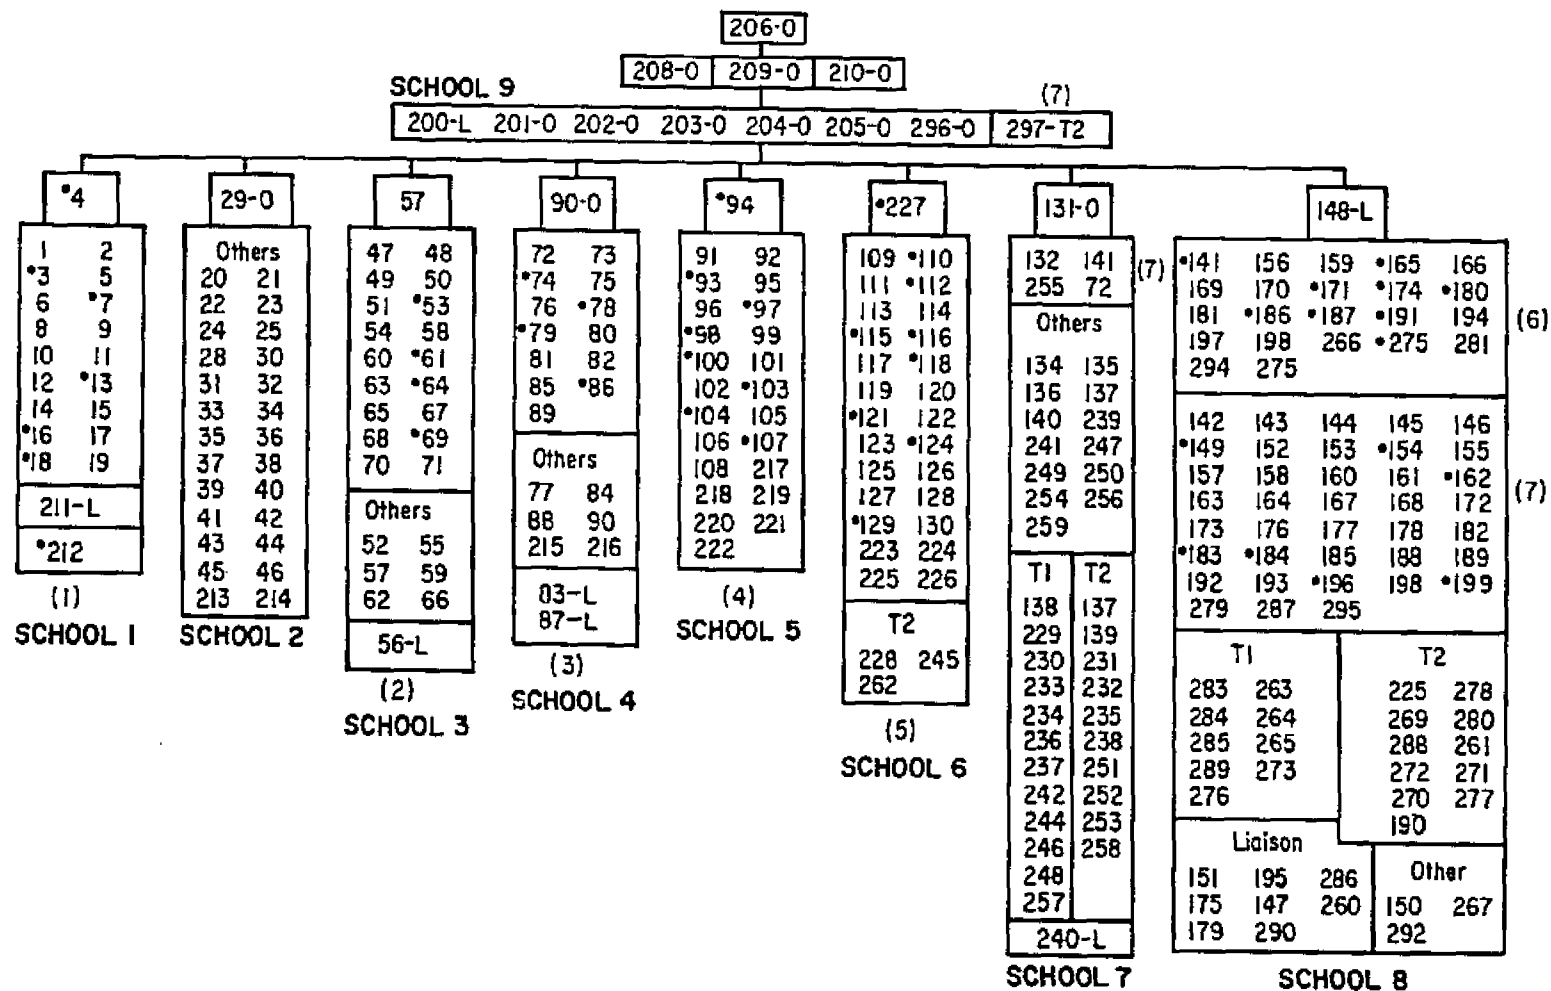 206-O
208-O 209-O 210-O
SCHOOL 9
(7)
200-L 201-O 202-O 203-O 204-O 205-O 296-O 297-T2
•4
1 2
•3 5
6 •7
8 9
10 11
12 •13
14 15
•16 17
•18 19
211-L
•212
(1)
SCHOOL 1
29-O
Others
20 21
22 23
24 25
28 30
31 32
33 34
35 36
37 38
39 40
41 42
43 44
45 46
213 214
SCHOOL 2
57
47 48
49 50
51 •53
54 58
60 •61
63 •64
65 67
68 •69
70 71
Others
52 55
57 59
62 66
56-L
(2)
SCHOOL 3
90-O
72 73
•74 75
76 •78
•79 80
81 82
85 •86
89
Others
77 84
88 90
215 216
83-L
87-L
(3)
SCHOOL 4
•94
91 92
•93 95
96 •97
•98 99
•100 101
102 •103
•104 105
106 •107
108 217
218 219
220 221
222
(4)
SCHOOL 5
•227
109 •110
111 •112
113 114
•115 •116
117 •118
119 120
•121 122
123 •124
125 126
127 128
•129 130
223 224
225 226
T2
228 245
262
(5)
SCHOOL 6
131-O
132 141
255 72
(7)
Others
134 135
136 137
140 239
241 247
249 250
254 256
259
T1 T2
138 137
229 139
230 231
233 232
234 235
236 238
237 251
242 252
244 253
246 258
248
257
240-L
SCHOOL 7
148-L
•141 156 159 •165 166
169 170 •171 •174 •180
181 •186 •187 •191 194
197 198 266 •275 281
294 275
(6)
142 143 144 145 146
•149 152 153 •154 155
157 158 160 161 •162
163 164 167 168 172
173 176 177 178 182
•183 •184 185 188 189
192 193 •196 198 •199
279 287 295
(7)
T1
283 263
284 264
285 265
289 273
276
T2
225 278
269 280
288 261
272 271
270 277
190
Liaison
151 195 286
175 147 260
179 290
Other
150 267
292
SCHOOL 8